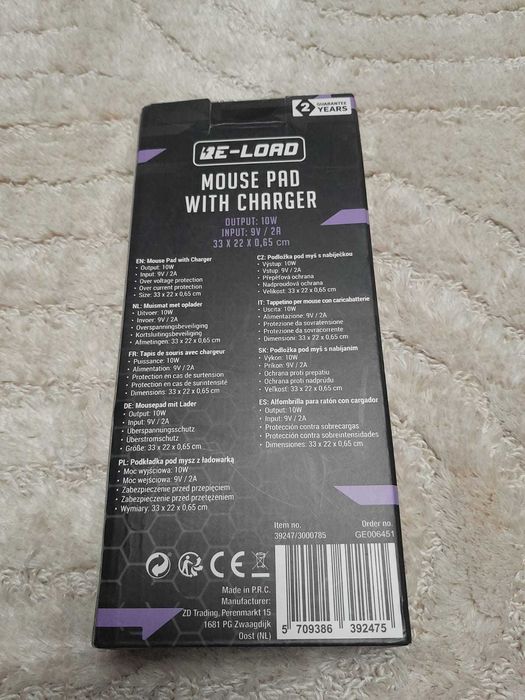 2 GUARANTEE YEARS
RE-LOAD
MOUSE PAD
WITH CHARGER
OUTPUT: 10W
INPUT: 9V / 2A
33 X 22 X 0,65 cm
EN: Mouse Pad with Charger
• Output: 10W
• Input: 9V / 2A
• Over voltage protection
• Over current protection
• Size: 33 x 22 x 0,65 cm
NL: Muismat met oplader
• Uitvoer: 10W
• Invoer: 9V / 2A
• Overspanningsbeveiliging
• Kortsluitingsbeveiliging
• Afmetingen: 33 x 22 x 0,65 cm
FR: Tapis de souris avec chargeur
• Puissance: 10W
• Alimentation: 9V / 2A
• Protection en cas de surtension
• Protection en cas de surintensité
• Dimensions: 33 x 22 x 0,65 cm
DE: Mousepad mit Lader
• Output: 10W
• Input: 9V / 2A
• Überspannungsschutz
• Überstromschutz
• Größe: 33 x 22 x 0,65 cm
PL: Podkładka pod mysz z ładowarką
• Moc wyjściowa: 10W
• Moc wejściowa: 9V / 2A
• Zabezpieczenie przed przepięciem
• Zabezpieczenie przed przetężeniem
• Wymiary: 33 x 22 x 0,65 cm
CZ: Podložka pod myš s nabíječkou
• Výstup: 10W
• Vstup: 9V / 2A
• Přepěťová ochrana
• Nadproudová ochrana
• Velikost: 33 x 22 x 0,65 cm
IT: Tappetino per mouse con caricabatterie
• Uscita: 10W
• Alimentazione: 9V / 2A
• Protezione da sovratensione
• Protezione da sovracorrente
• Dimensioni: 33 x 22 x 0,65 cm
SK: Podložka pod myš s nabíjaním
• Výkon: 10W
• Príkon: 9V / 2A
• Ochrana proti prepatiu
• Ochrana proti nadprudu
• Veľkosť: 33 x 22 x 0,65 cm
ES: Alfombrilla para ratón con cargador
• Output: 10W
• Input: 9V / 2A
• Protección contra sobrecargas
• Protección contra sobreintensidades
• Dimensiones: 33 x 22 x 0,65 cm
Item no.
39247/3000785
Order no.
GE006451
CE
Made in P.R.C.
Manufacturer:
ZD Trading, Perenmarkt 15
1681 PG Zwaagdijk
Oost (NL)
5 709386 392475